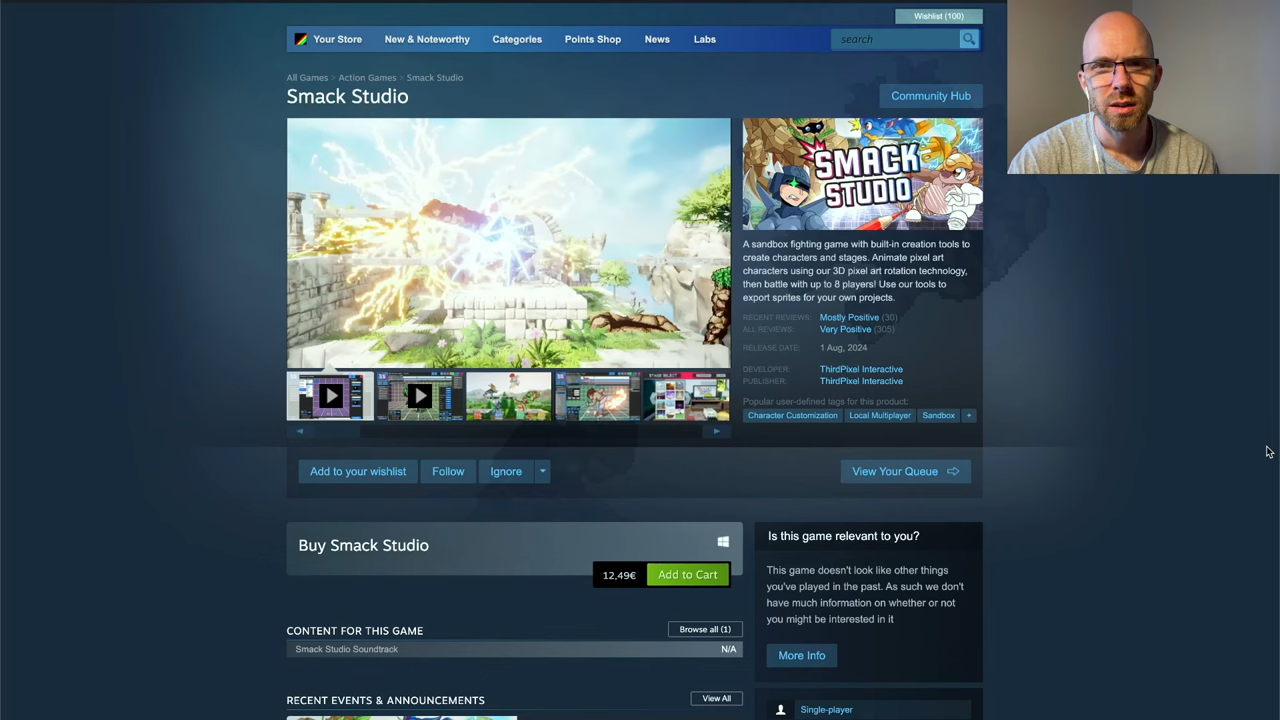 Wishlist (100)
Your Store
New & Noteworthy
Categories
Points Shop
News
Labs
search
All Games > Action Games > Smack Studio
Smack Studio
Community Hub
SMACK
STUDIO
A sandbox fighting game with built-in creation tools to
create characters and stages. Animate pixel art
characters using our 3D pixel art rotation technology,
then battle with up to 8 players! Use our tools to
export sprites for your own projects.
RECENT REVIEWS: Mostly Positive (30)
ALL REVIEWS: Very Positive (305)
RELEASE DATE: 1 Aug, 2024
DEVELOPER: ThirdPixel Interactive
PUBLISHER: ThirdPixel Interactive
Popular user-defined tags for this product:
Character Customization
Local Multiplayer
Sandbox
+
Add to your wishlist
Follow
Ignore
View Your Queue
Buy Smack Studio
12,49€
Add to Cart
Is this game relevant to you?
This game doesn't look like other things
you've played in the past. As such we don't
have much information on whether or not
you might be interested in it
More Info
CONTENT FOR THIS GAME
Browse all (1)
Smack Studio Soundtrack
N/A
RECENT EVENTS & ANNOUNCEMENTS
View All
Single-player